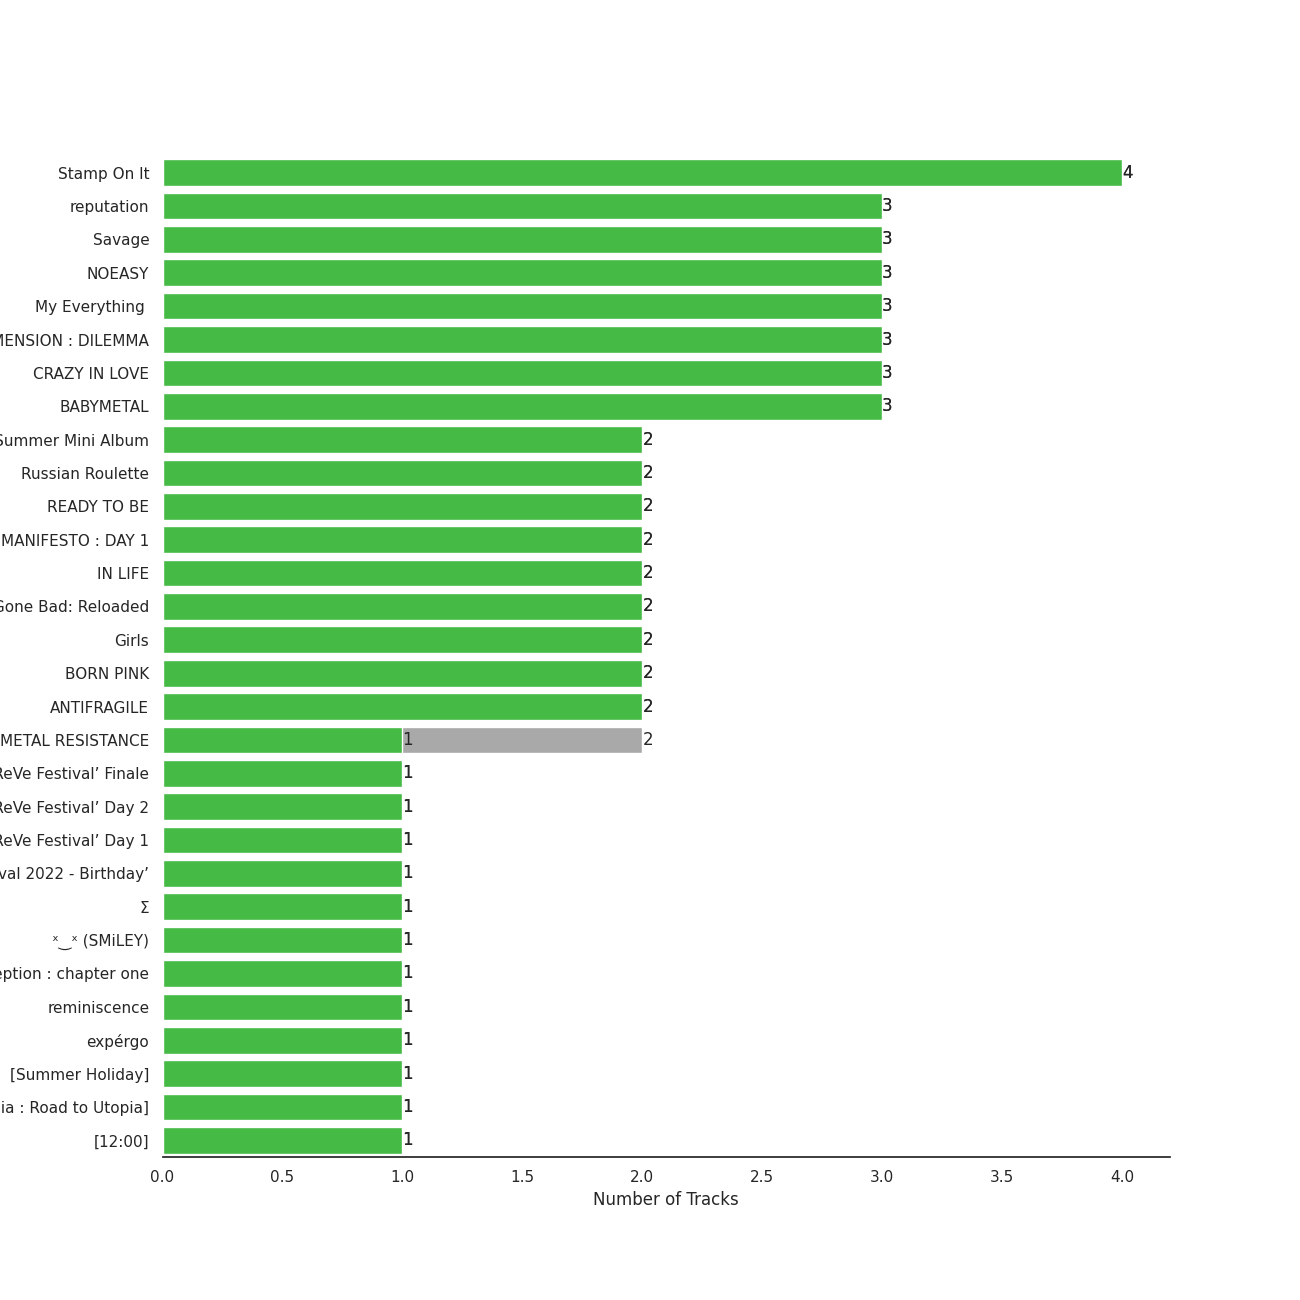 Stamp On It 4
reputation 3
Savage 3
NOEASY 3
My Everything 3
: DILEMMA 3
CRAZY IN LOVE 3
BABYMETAL 3
Summer Mini Album 2
Russian Roulette 2
READY TO BE 2
MANIFESTO : DAY 1 2
IN LIFE 2
Gone Bad: Reloaded 2
Girls 2
BORN PINK 2
ANTIFRAGILE 2
METAL RESISTANCE 1 2
ReVe Festival’ Finale 1
ReVe Festival’ Day 2 1
ReVe Festival’ Day 1 1
2022 - Birthday’ 1
Σ 1
ˣ‿ˣ (SMiLEY) 1
: chapter one 1
reminiscence 1
expérgo 1
[Summer Holiday] 1
: Road to Utopia] 1
[12:00] 1
0.0 0.5 1.0 1.5 2.0 2.5 3.0 3.5 4.0
Number of Tracks